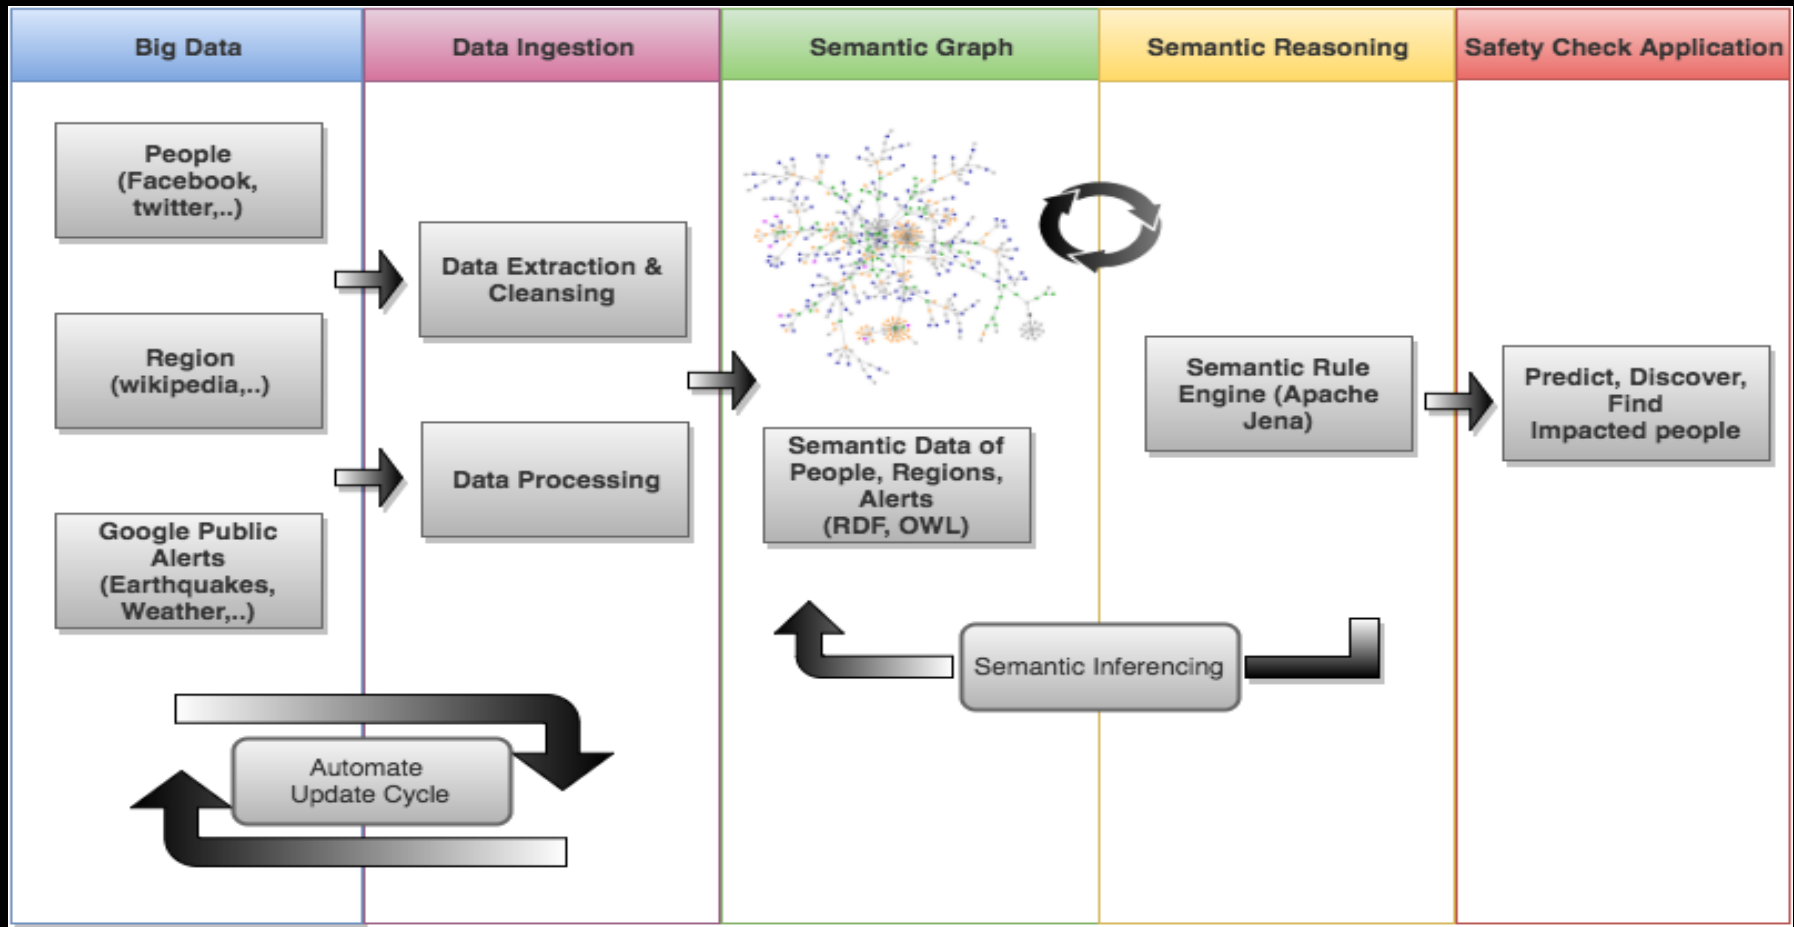 Big Data
Data Ingestion
Semantic Graph
Semantic Reasoning
Safety Check Application
People
(Facebook,
twitter,..)
Region
(wikipedia,..)
Google Public
Alerts
(Earthquakes,
Weather,..)
Automate
Update Cycle
Data Extraction &
Cleansing
Data Processing
Semantic Data of
People, Regions,
Alerts
(RDF, OWL)
Semantic Inferencing
Semantic Rule
Engine (Apache
Jena)
Predict, Discover,
Find
Impacted people